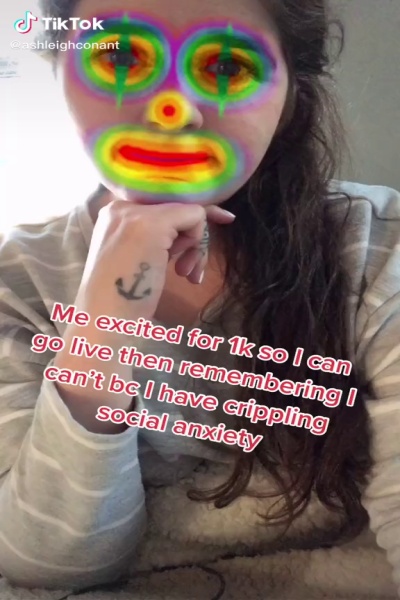 TikTok
@ashleighconant
Me excited for 1k so I can
go live then remembering I
can't bc I have crippling
social anxiety